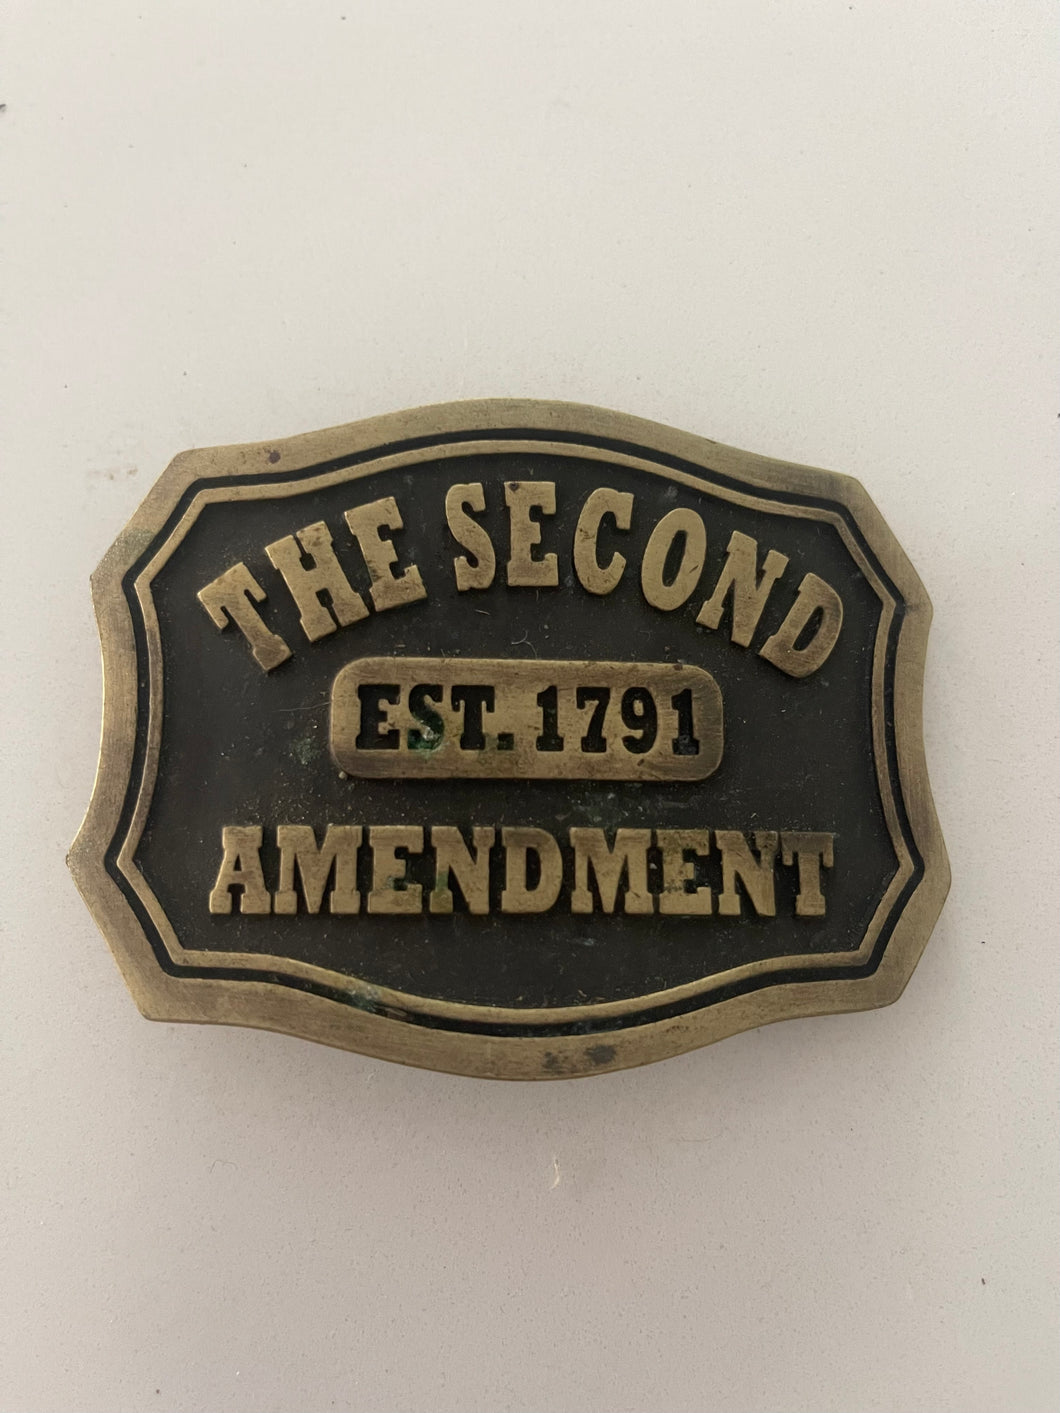 THE SECOND
EST. 1791
AMENDMENT